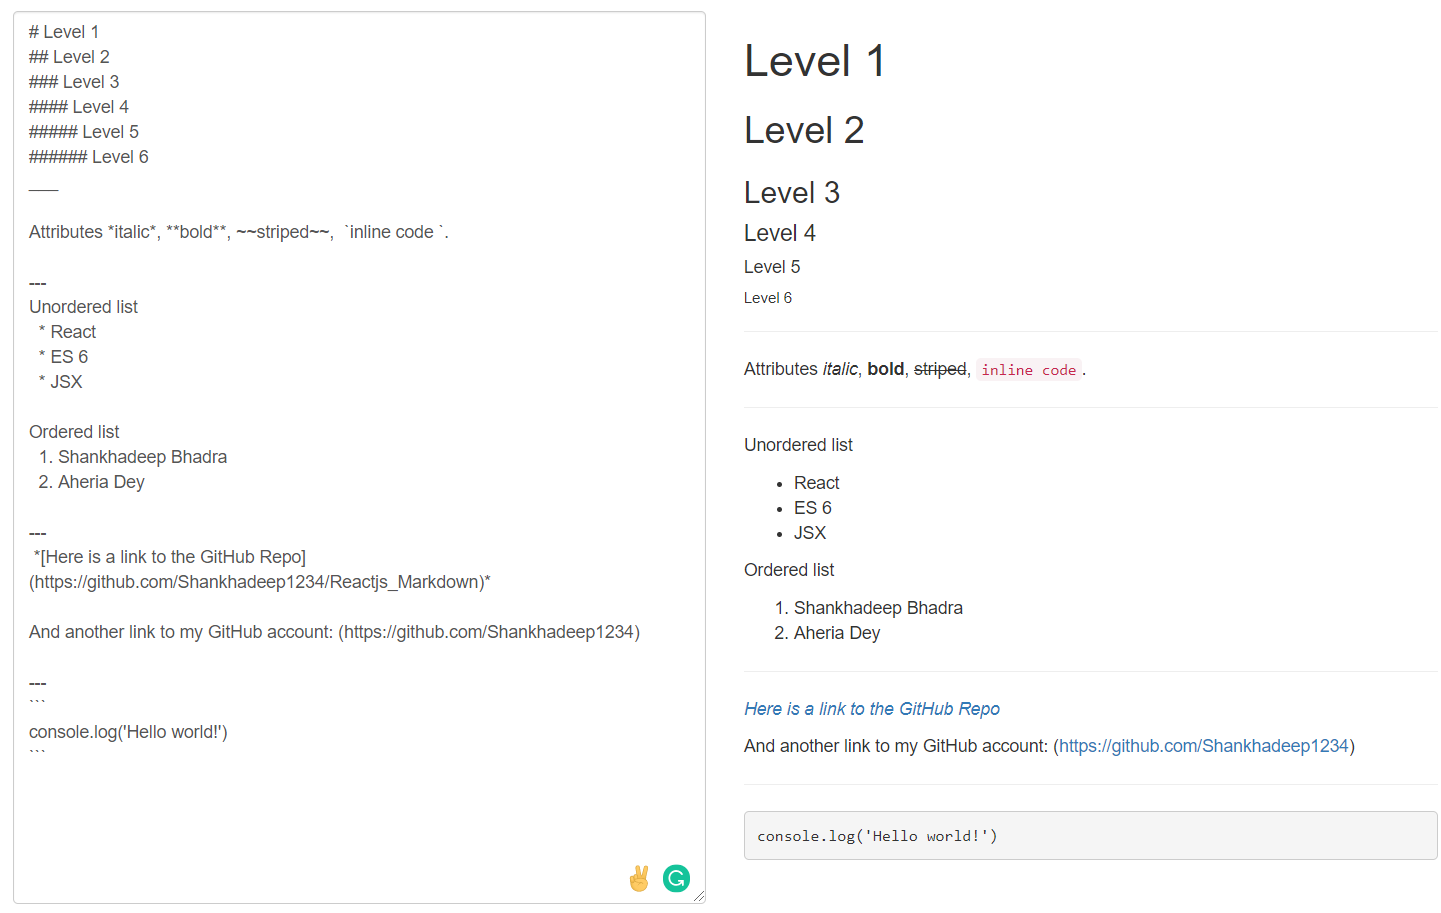 # Level 1
## Level 2
### Level 3
#### Level 4
##### Level 5
###### Level 6
___
Attributes *italic*, **bold**, ~~striped~~,  `inline code `.
---
Unordered list
  * React
  * ES 6
  * JSX
Ordered list
  1. Shankhadeep Bhadra
  2. Aheria Dey
---
 *[Here is a link to the GitHub Repo]
(https://github.com/Shankhadeep1234/Reactjs_Markdown)*
And another link to my GitHub account: (https://github.com/Shankhadeep1234)
---
```
console.log('Hello world!')
```
Level 1
Level 2
Level 3
Level 4
Level 5
Level 6
Attributes italic, bold, striped, inline code.
Unordered list
• React
• ES 6
• JSX
Ordered list
1. Shankhadeep Bhadra
2. Aheria Dey
Here is a link to the GitHub Repo
And another link to my GitHub account: (https://github.com/Shankhadeep1234)
console.log('Hello world!')